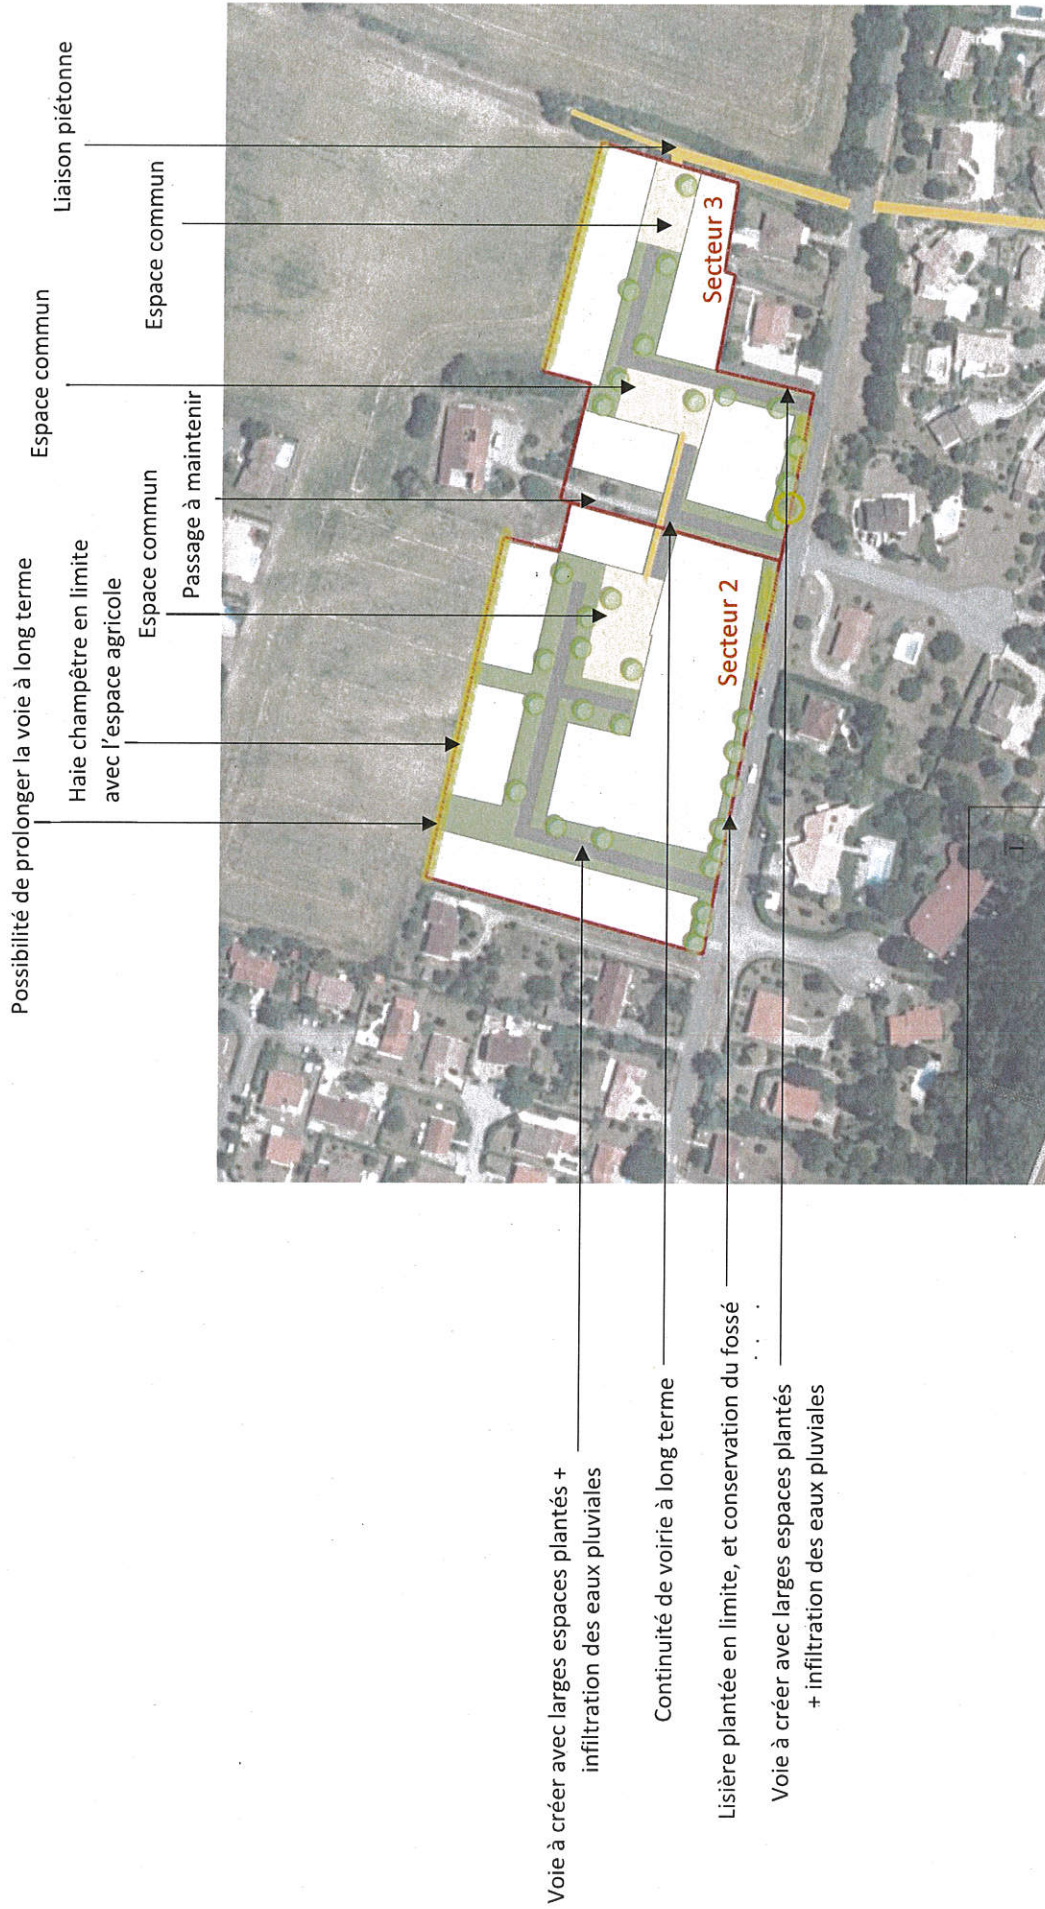 Possibilité de prolonger la voie à long terme
Haie champêtre en limite
avec l'espace agricole
Espace commun
Passage à maintenir
Espace commun
Espace commun
Liaison piétonne
Secteur 2
Secteur 3
Voie à créer avec larges espaces plantés +
infiltration des eaux pluviales
Continuité de voirie à long terme
Lisière plantée en limite, et conservation du fossé
Voie à créer avec larges espaces plantés
+ infiltration des eaux pluviales